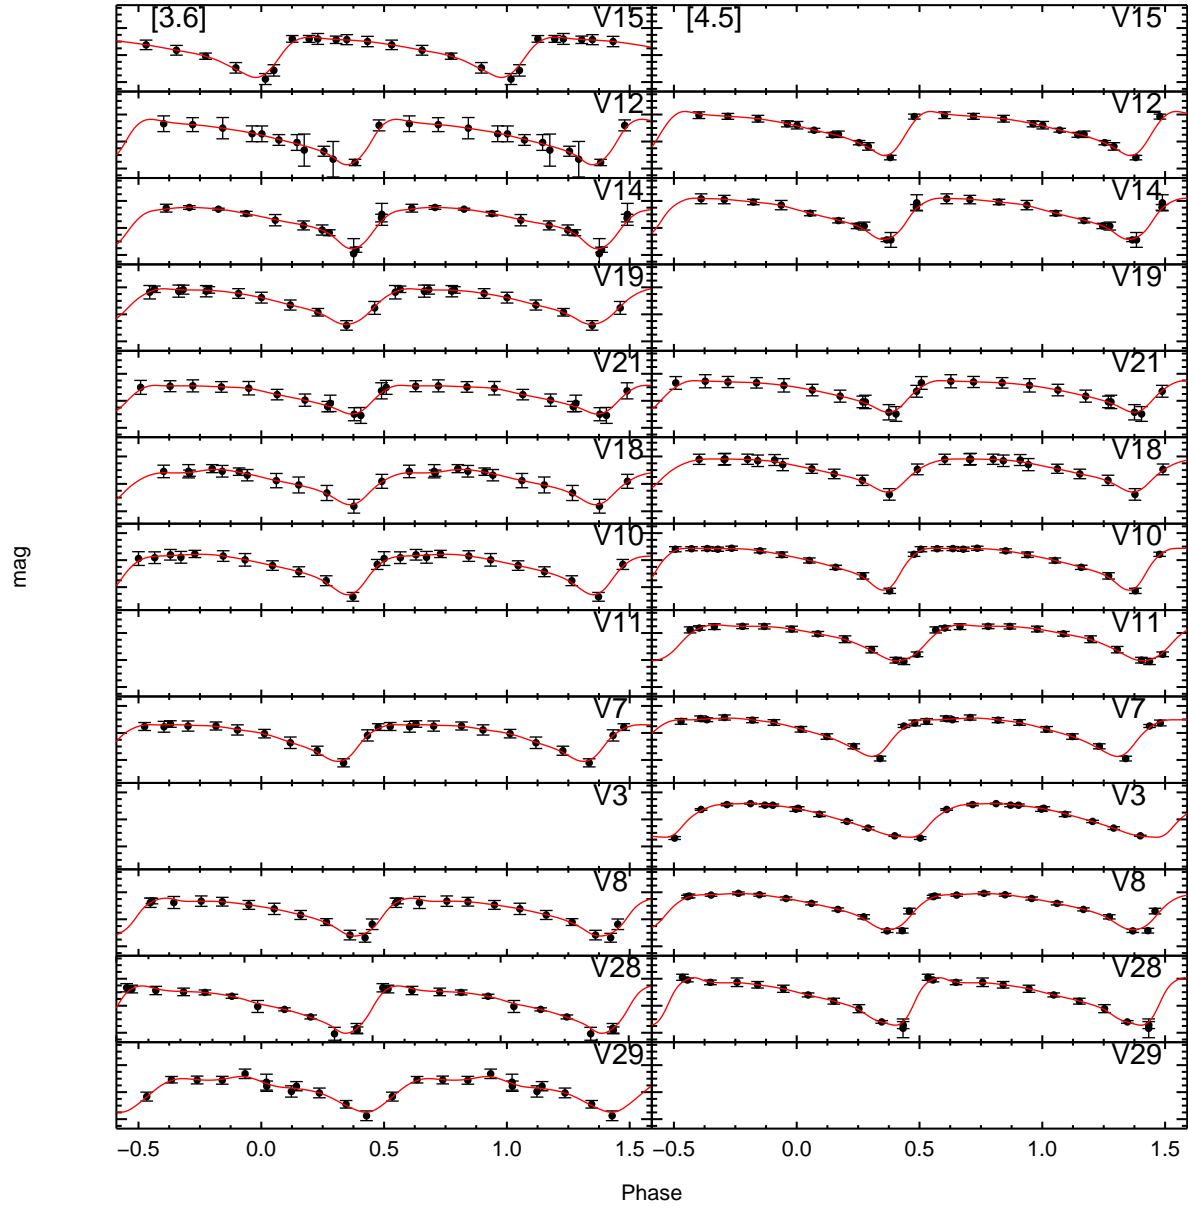 [3.6] V15 [4.5] V15
V12 V12
V14 V14
V19 V19
V21 V21
V18 V18
V10 V10
V11 V11
V7 V7
V3 V3
V8 V8
V28 V28
V29 V29
mag
−0.5 0.0 0.5 1.0 1.5 −0.5 0.0 0.5 1.0 1.5
Phase